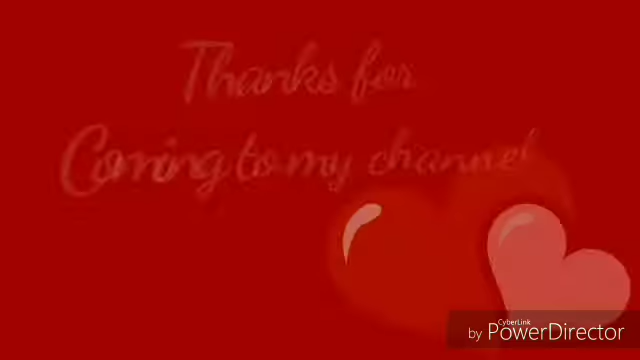 Thanks for
Coming to my channel
CyberLink
by PowerDirector